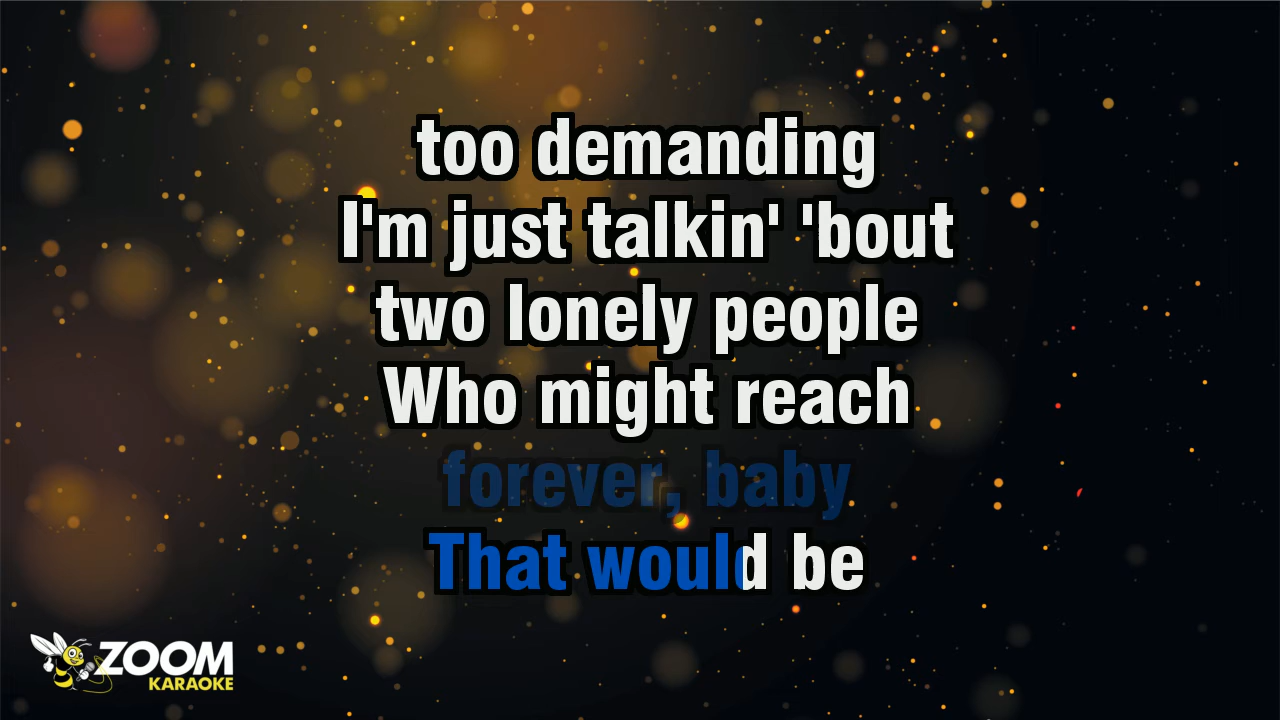 too demanding
I'm just talkin' 'bout
two lonely people
Who might reach
forever, baby
That would be
ZOOM
KARAOKE